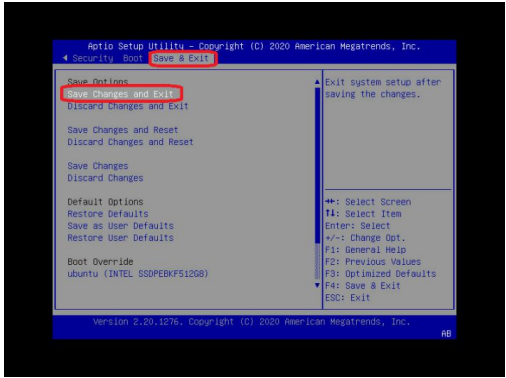 Aptio Setup Utility - Copyright (C) 2020 American Megatrends, Inc.
Security Boot Save & Exit
Save Options
Save Changes and Exit
Discard Changes and Exit
Save Changes and Reset
Discard Changes and Reset
Save Changes
Discard Changes
Default Options
Restore Defaults
Save as User Defaults
Restore User Defaults
Boot Override
ubuntu (INTEL SSDPEBKF512G8)
Exit system setup after
saving the changes.
↔: Select Screen
↑↓: Select Item
Enter: Select
+/-: Change Opt.
F1: General Help
F2: Previous Values
F3: Optimized Defaults
F4: Save & Exit
ESC: Exit
Version 2.20.1276. Copyright (C) 2020 American Megatrends, Inc.
AB